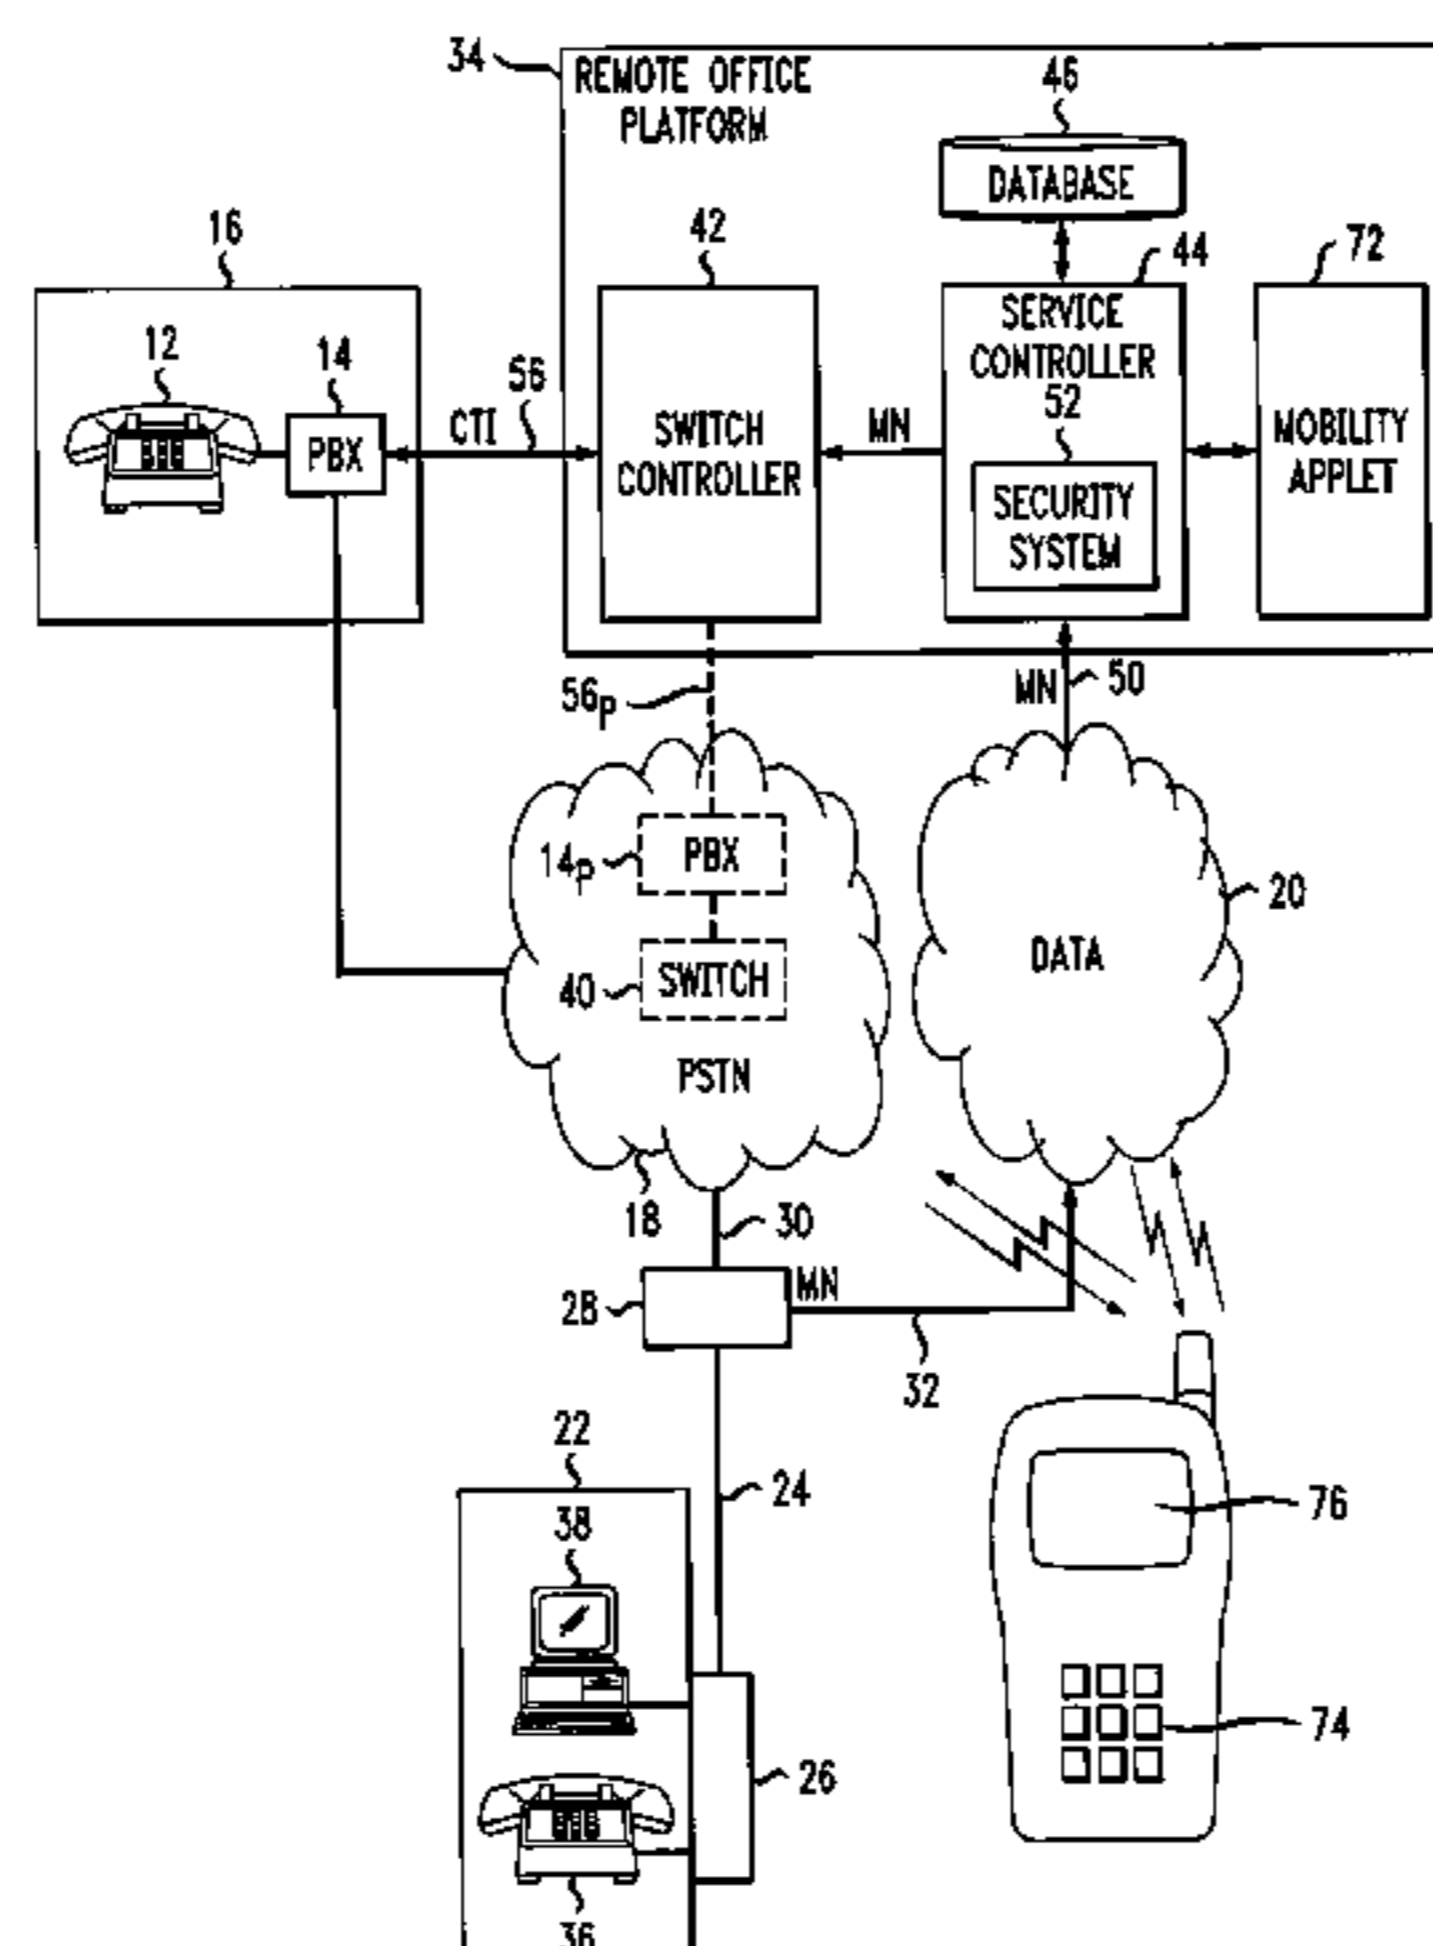 34
REMOTE OFFICE
PLATFORM
46
DATABASE
16
42
44
72
12
14
PBX
CTI
56
SWITCH
CONTROLLER
MN
SERVICE
CONTROLLER
52
SECURITY
SYSTEM
MOBILITY
APPLET
56p
MN
50
14p
PBX
20
DATA
40
SWITCH
PSTN
18
30
28
MN
32
22
24
38
76
74
26
36